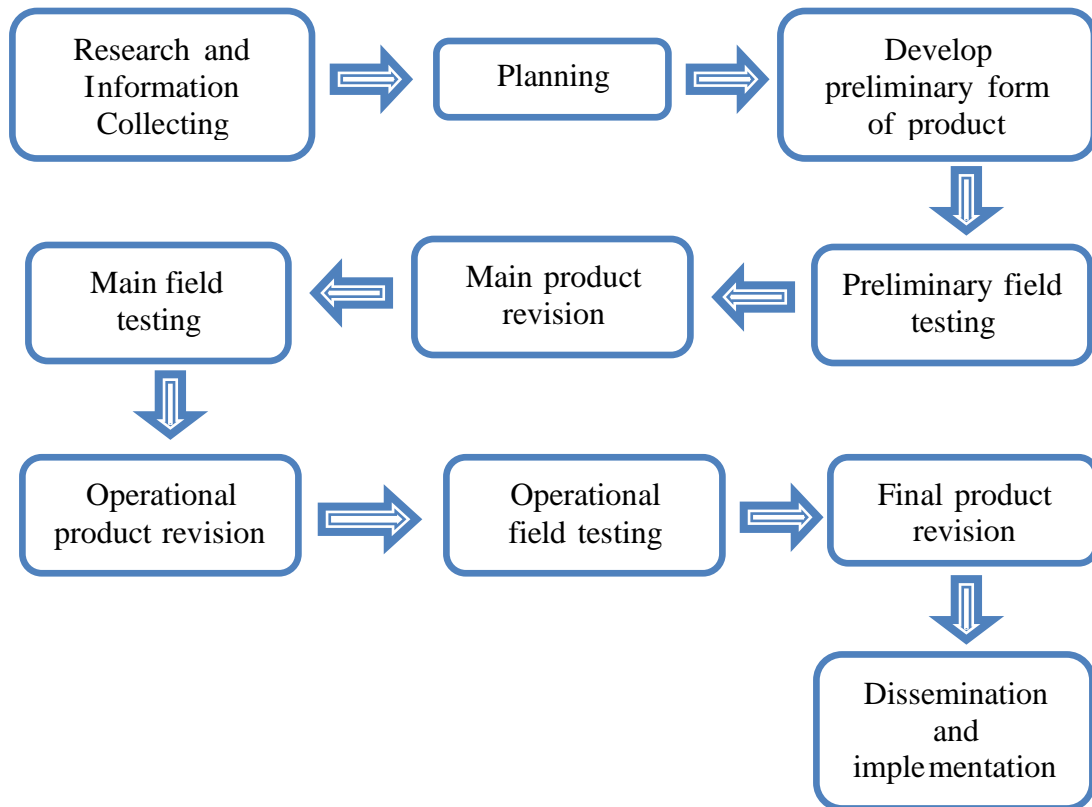 Research and
Information
Collecting
Planning
Develop
preliminary form
of product
Preliminary field
testing
Main product
revision
Main field
testing
Operational
product revision
Operational
field testing
Final product
revision
Dissemination
and
implementation